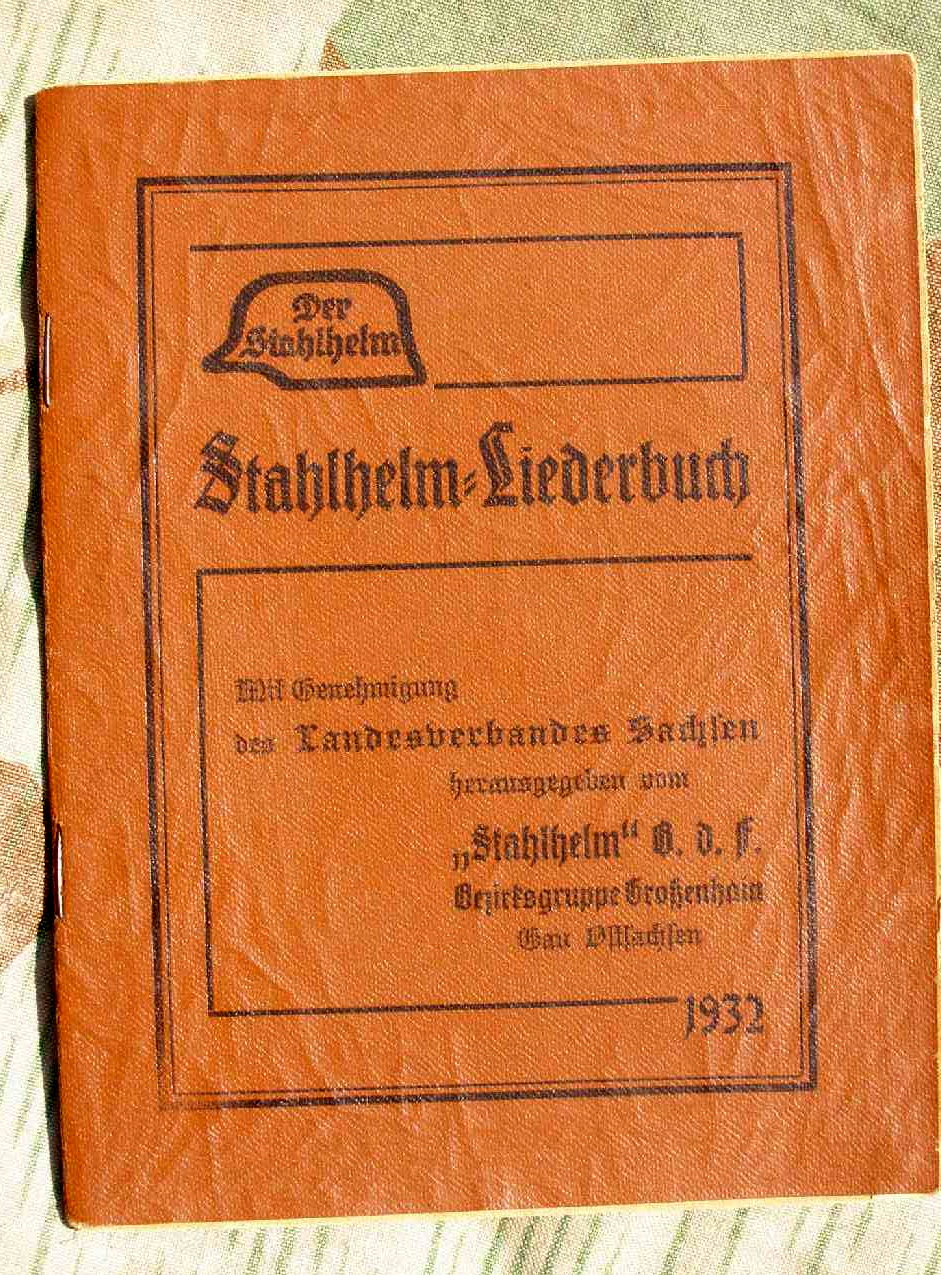 Der
Stahlhelm
Stahlhelm-Liederbuch
Mit Genehmigung
des Landesverbandes Sachsen
herausgegeben vom
„Stahlhelm“ B. d. F.
Bezirksgruppe Großenhain
Gau Ostsachsen
1932